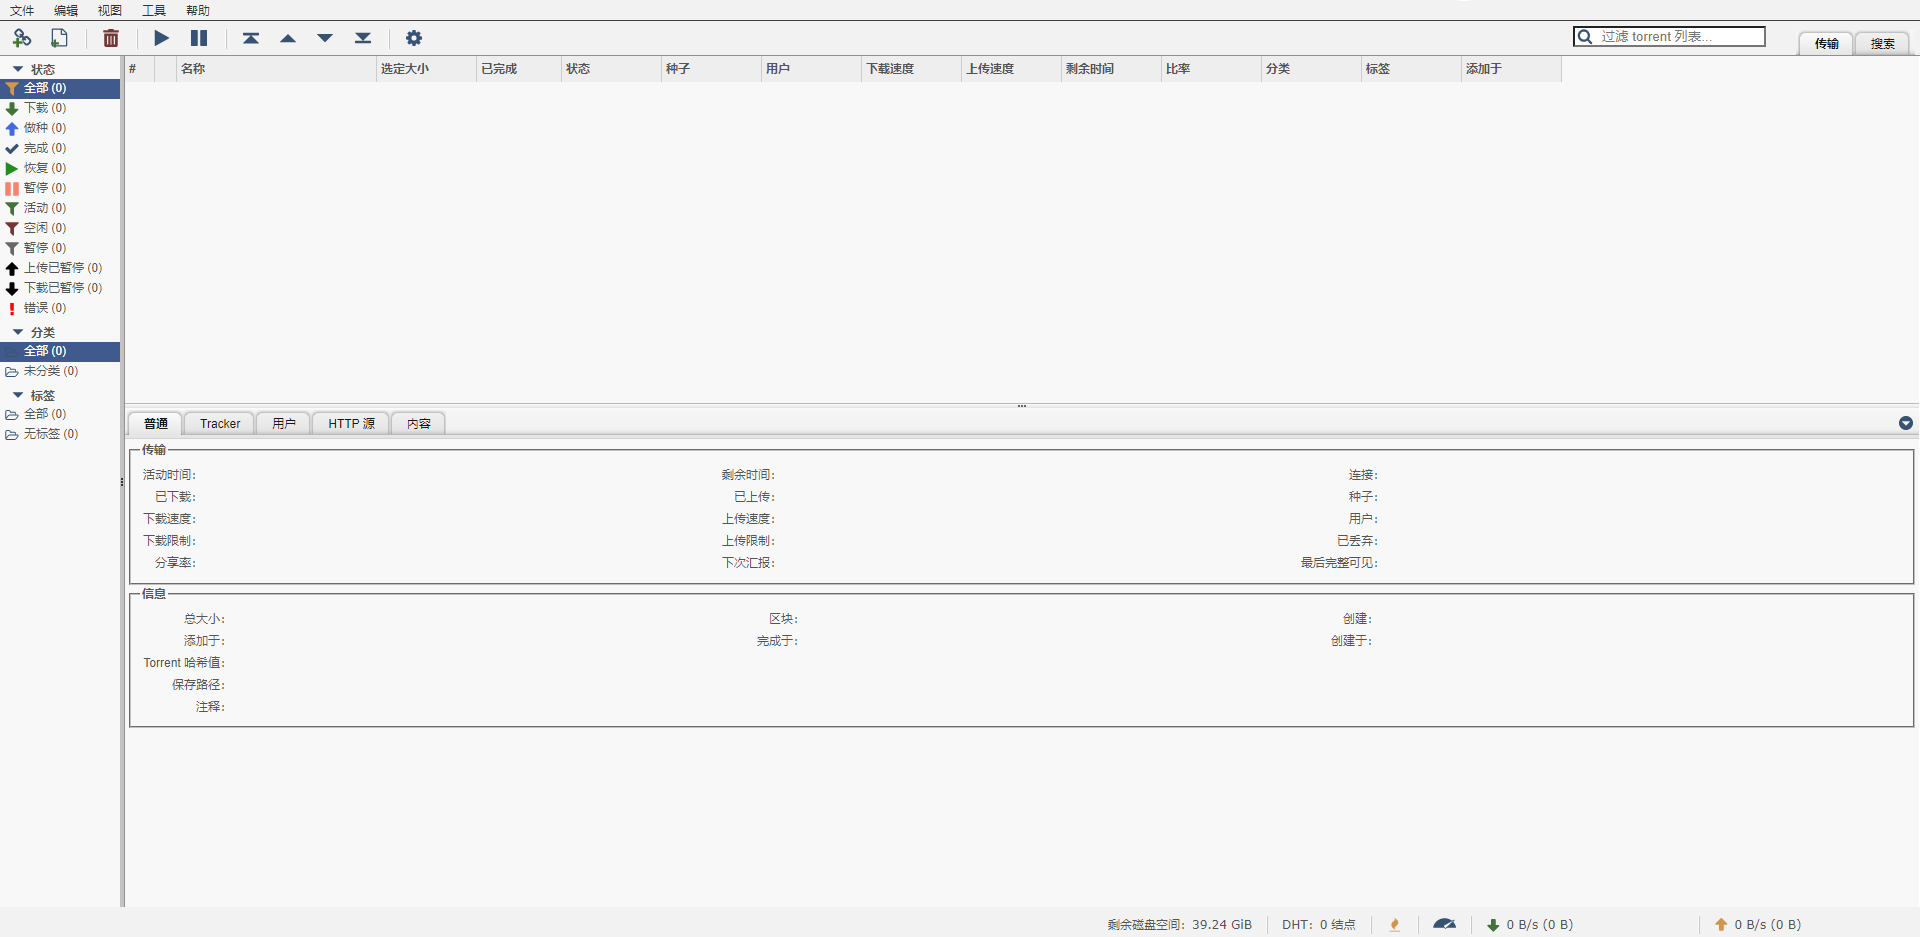 文件 编辑 视图 工具 帮助
过滤 torrent 列表...
传输 搜索
状态
全部 (0)
下载 (0)
做种 (0)
完成 (0)
恢复 (0)
暂停 (0)
活动 (0)
空闲 (0)
暂停 (0)
上传已暂停 (0)
下载已暂停 (0)
错误 (0)
分类
全部 (0)
未分类 (0)
标签
全部 (0)
无标签 (0)
# 名称 选定大小 已完成 状态 种子 用户 下载速度 上传速度 剩余时间 比率 分类 标签 添加于
普通 Tracker 用户 HTTP 源 内容
传输
活动时间: 剩余时间: 连接:
已下载: 已上传: 种子:
下载速度: 上传速度: 用户:
下载限制: 上传限制: 已丢弃:
分享率: 下次汇报: 最后完整可见:
信息
总大小: 区块: 创建:
添加于: 完成于: 创建于:
Torrent 哈希值:
保存路径:
注释:
剩余磁盘空间: 39.24 GiB DHT: 0 结点 0 B/s (0 B) 0 B/s (0 B)